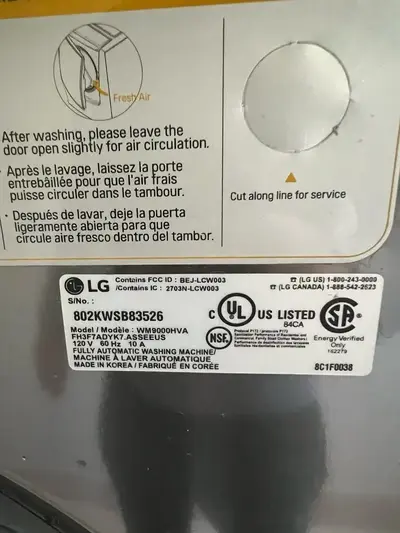 Fresh Air
After washing, please leave the
door open slightly for air circulation.
Après le lavage, laissez la porte
entrebâillée pour que l'air frais
puisse circuler dans le tambour.
· Después de lavar, deje la puerta
ligeramente abierta para que
circule aire fresco dentro del tambor.
Cut along line for service
LG
Contains FCC ID : BEJ-LCW003
/Contains IC : 2703N-LCW003
(LG US) 1-800-243-0000
(LG CANADA) 1-888-542-2623
S/No. :
802KWSB83526
Model / Modèle : WM9000HVA
FH3F7ADYK7.ASSEEUS
120 V 60 Hz 10 A
FULLY AUTOMATIC WASHING MACHINE/
MACHINE À LAVER AUTOMATIQUE
MADE IN KOREA / FABRIQUÉ EN CORÉE
C UL US LISTED
84CA
NSF
SA
Energy Verified
Only
162279
8C1F0038